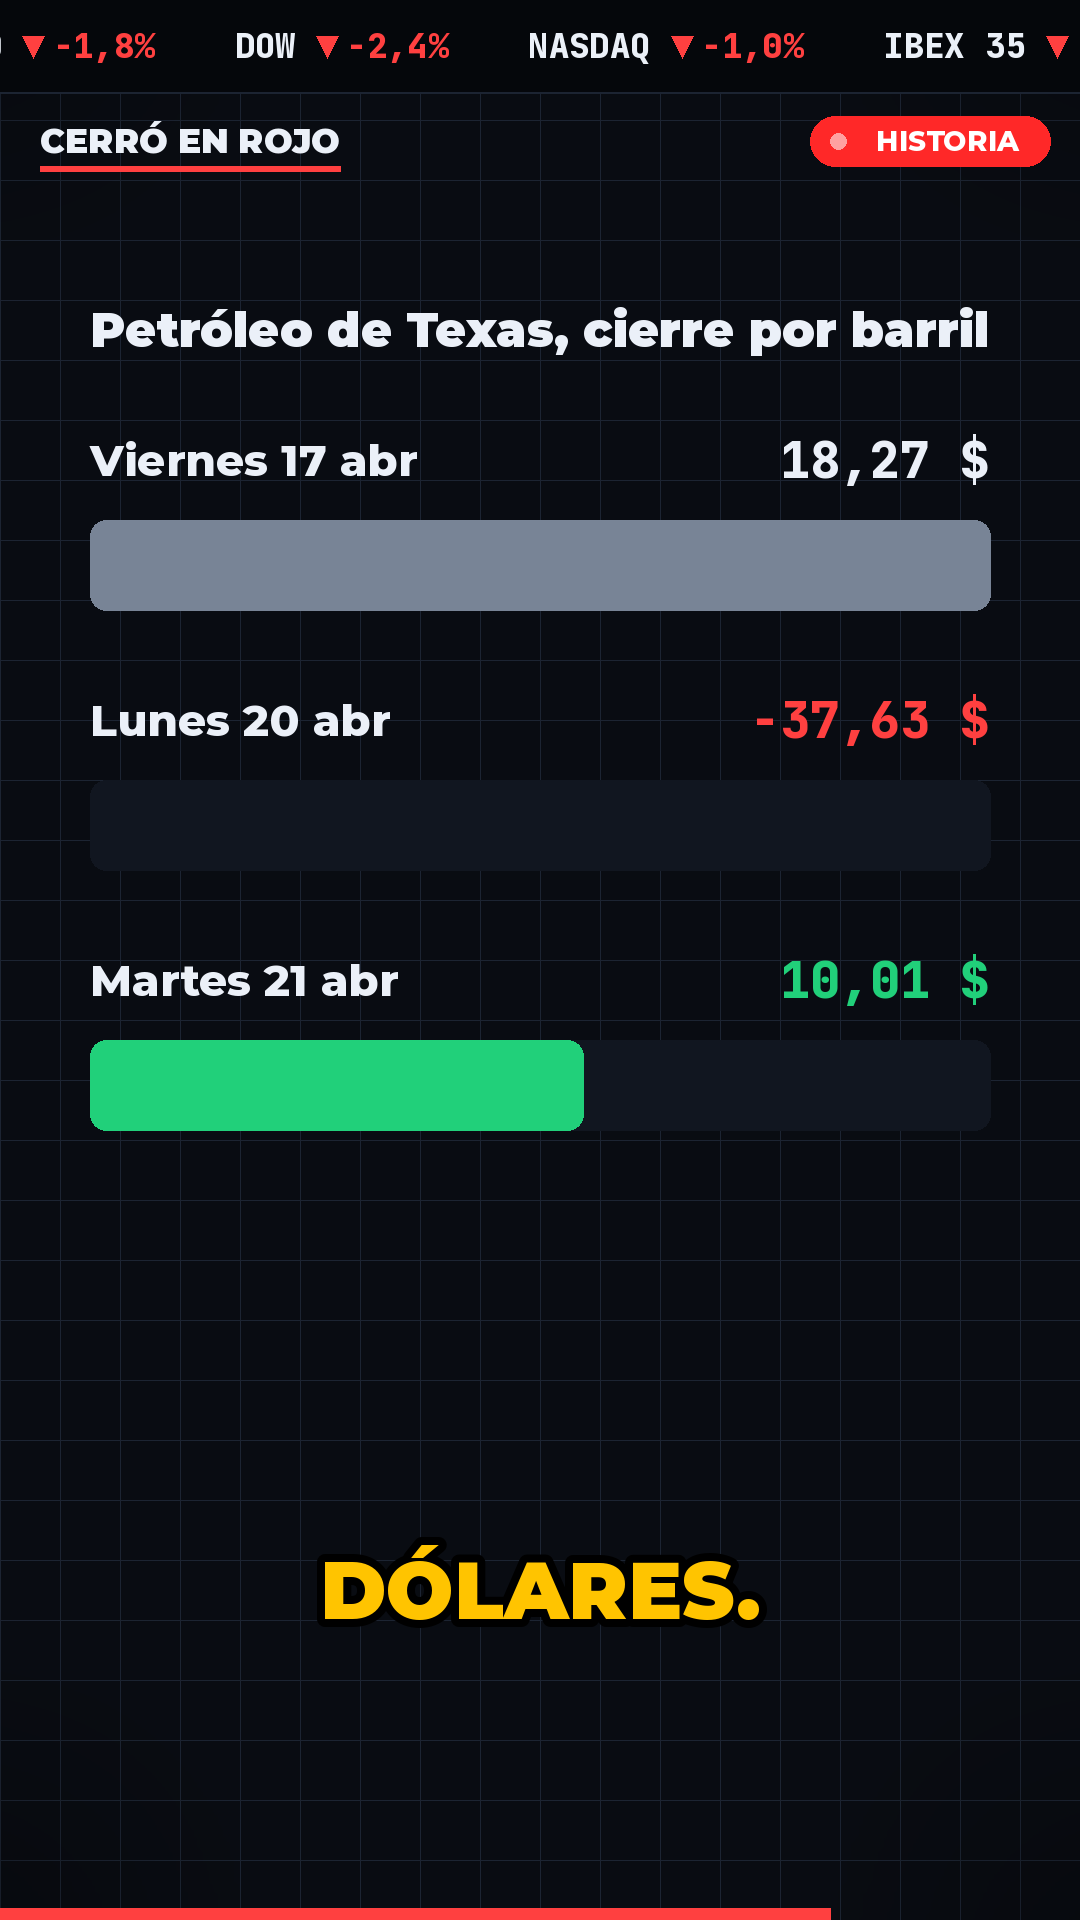 ▼-1,8% DOW ▼-2,4% NASDAQ ▼-1,0% IBEX 35 ▼
CERRÓ EN ROJO
HISTORIA
Petróleo de Texas, cierre por barril
Viernes 17 abr 18,27 $
Lunes 20 abr -37,63 $
Martes 21 abr 10,01 $
DÓLARES.